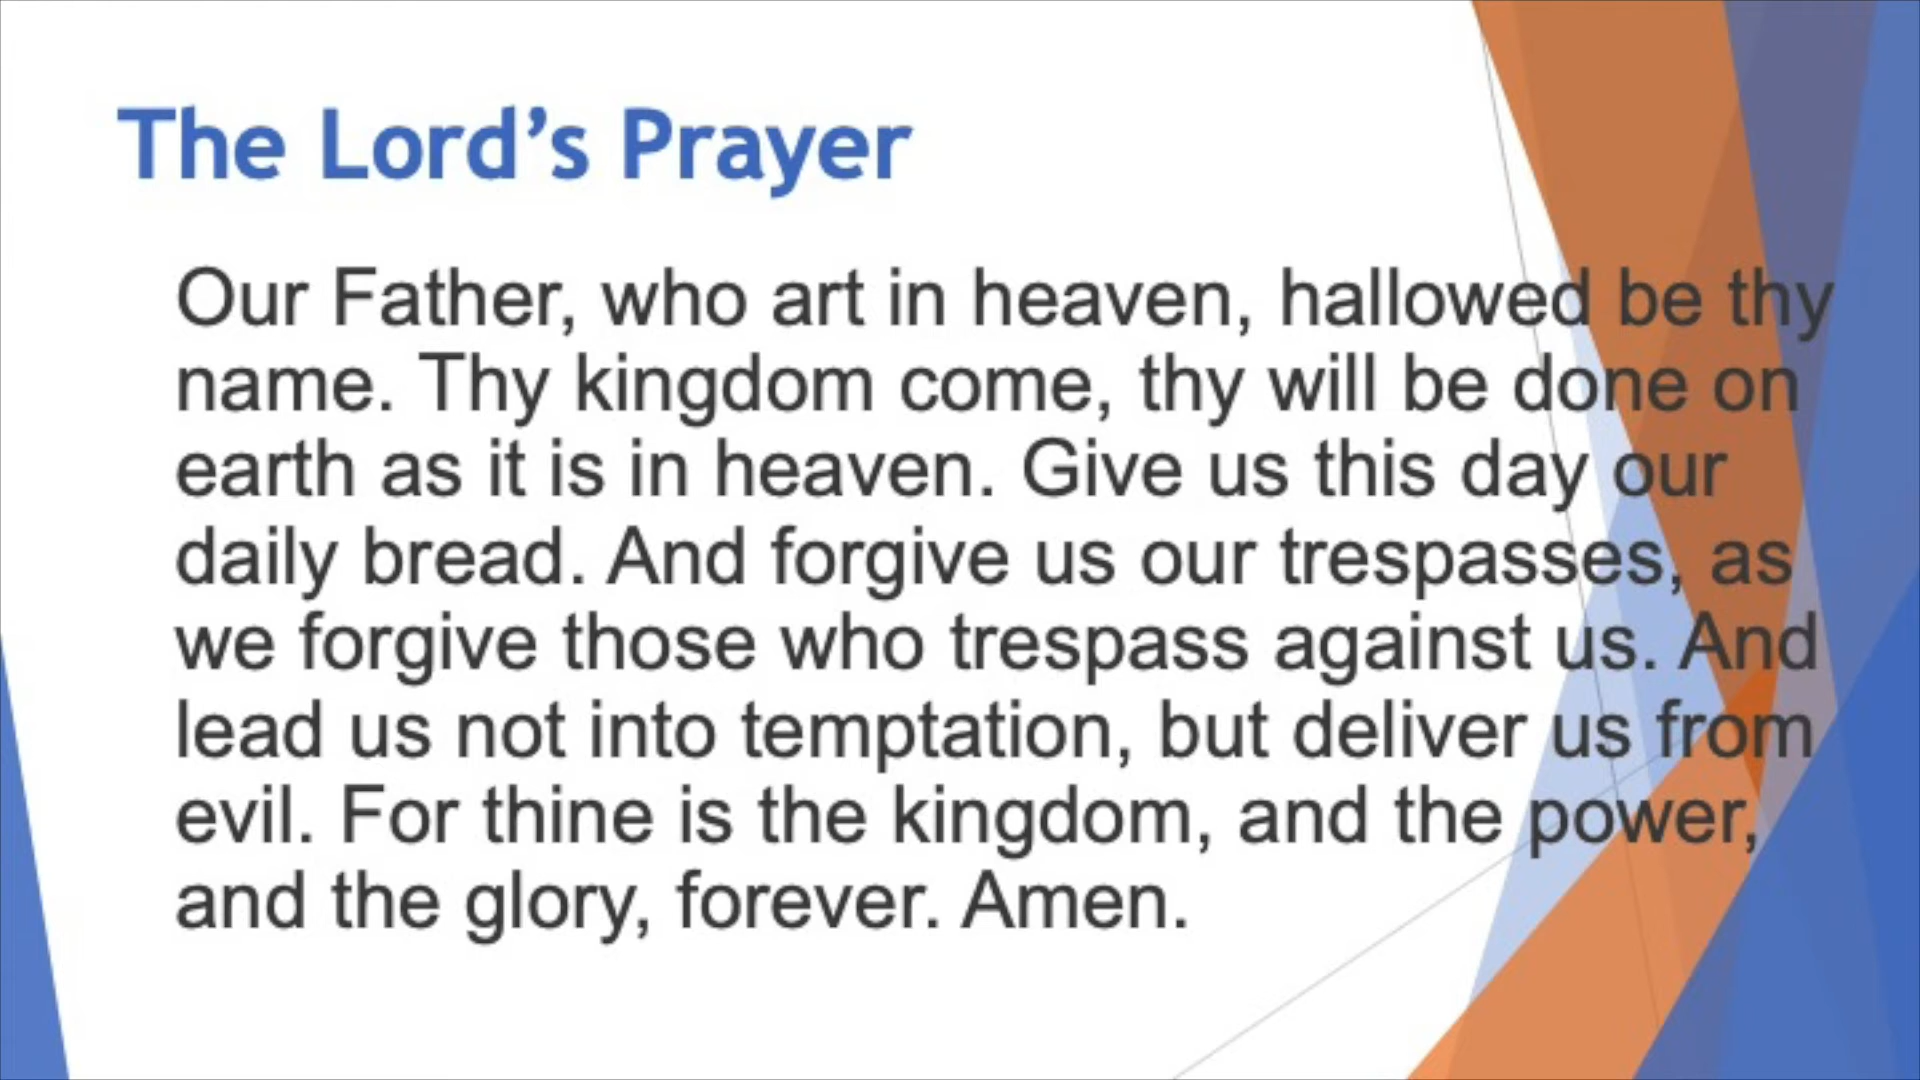 The Lord’s Prayer
Our Father, who art in heaven, hallowed be thy
name. Thy kingdom come, thy will be done on
earth as it is in heaven. Give us this day our
daily bread. And forgive us our trespasses, as
we forgive those who trespass against us. And
lead us not into temptation, but deliver us from
evil. For thine is the kingdom, and the power,
and the glory, forever. Amen.